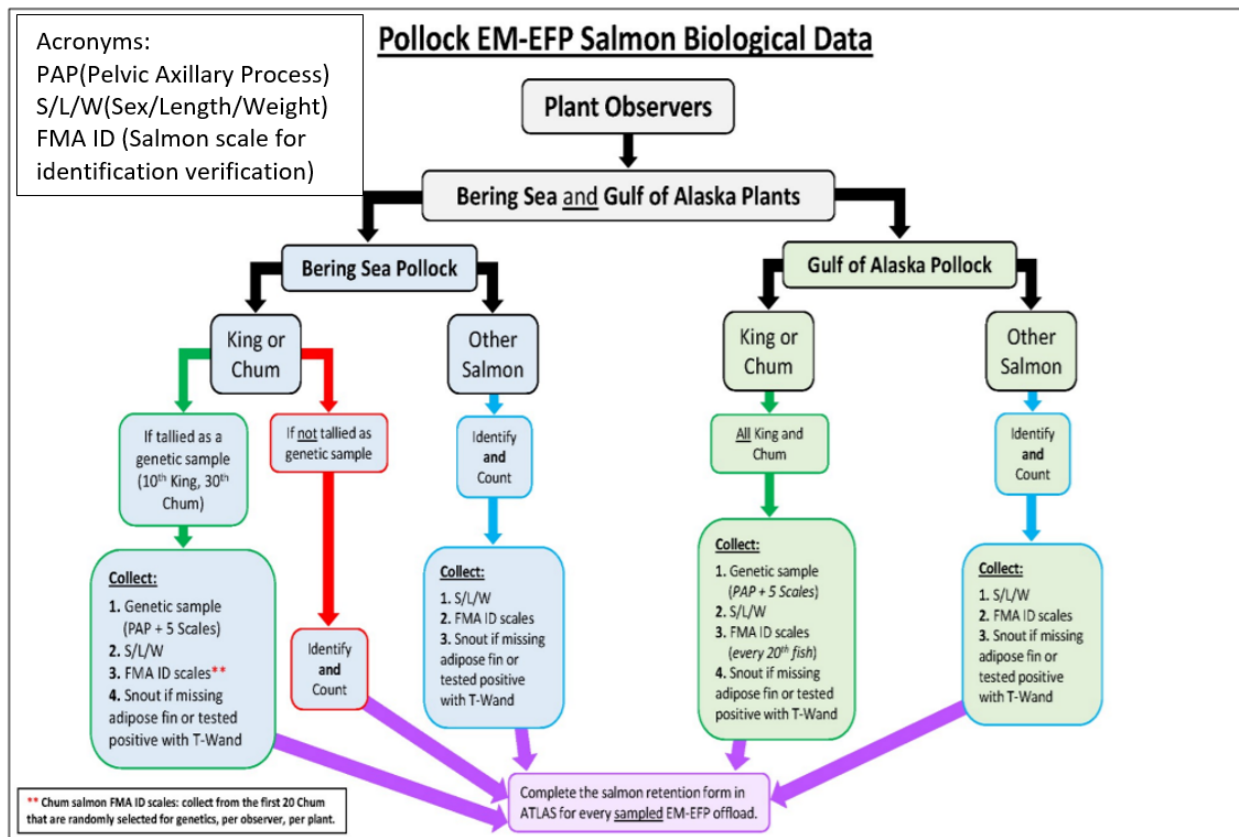 Acronyms:
PAP(Pelvic Axillary Process)
S/L/W(Sex/Length/Weight)
FMA ID (Salmon scale for
identification verification)
Pollock EM-EFP Salmon Biological Data
Plant Observers
Bering Sea and Gulf of Alaska Plants
Bering Sea Pollock
Gulf of Alaska Pollock
King or
Chum
Other
Salmon
King or
Chum
Other
Salmon
If tallied as a
genetic sample
(10th King, 30th
Chum)
If not tallied as
genetic sample
Identify
and
Count
All King and
Chum
Identify
and
Count
Collect:
1. Genetic sample
(PAP + 5 Scales)
2. S/L/W
3. FMA ID scales**
4. Snout if missing
adipose fin or tested
positive with T-Wand
Identify
and
Count
Collect:
1. S/L/W
2. FMA ID scales
3. Snout if missing
adipose fin or
tested positive
with T-Wand
Collect:
1. Genetic sample
(PAP + 5 Scales)
2. S/L/W
3. FMA ID scales
(every 20th fish)
4. Snout if missing
adipose fin or tested
positive with T-Wand
Collect:
1. S/L/W
2. FMA ID scales
3. Snout if missing
adipose fin or
tested positive
with T-Wand
Complete the salmon retention form in
ATLAS for every sampled EM-EFP offload.
** Chum salmon FMA ID scales: collect from the first 20 Chum
that are randomly selected for genetics, per observer, per plant.